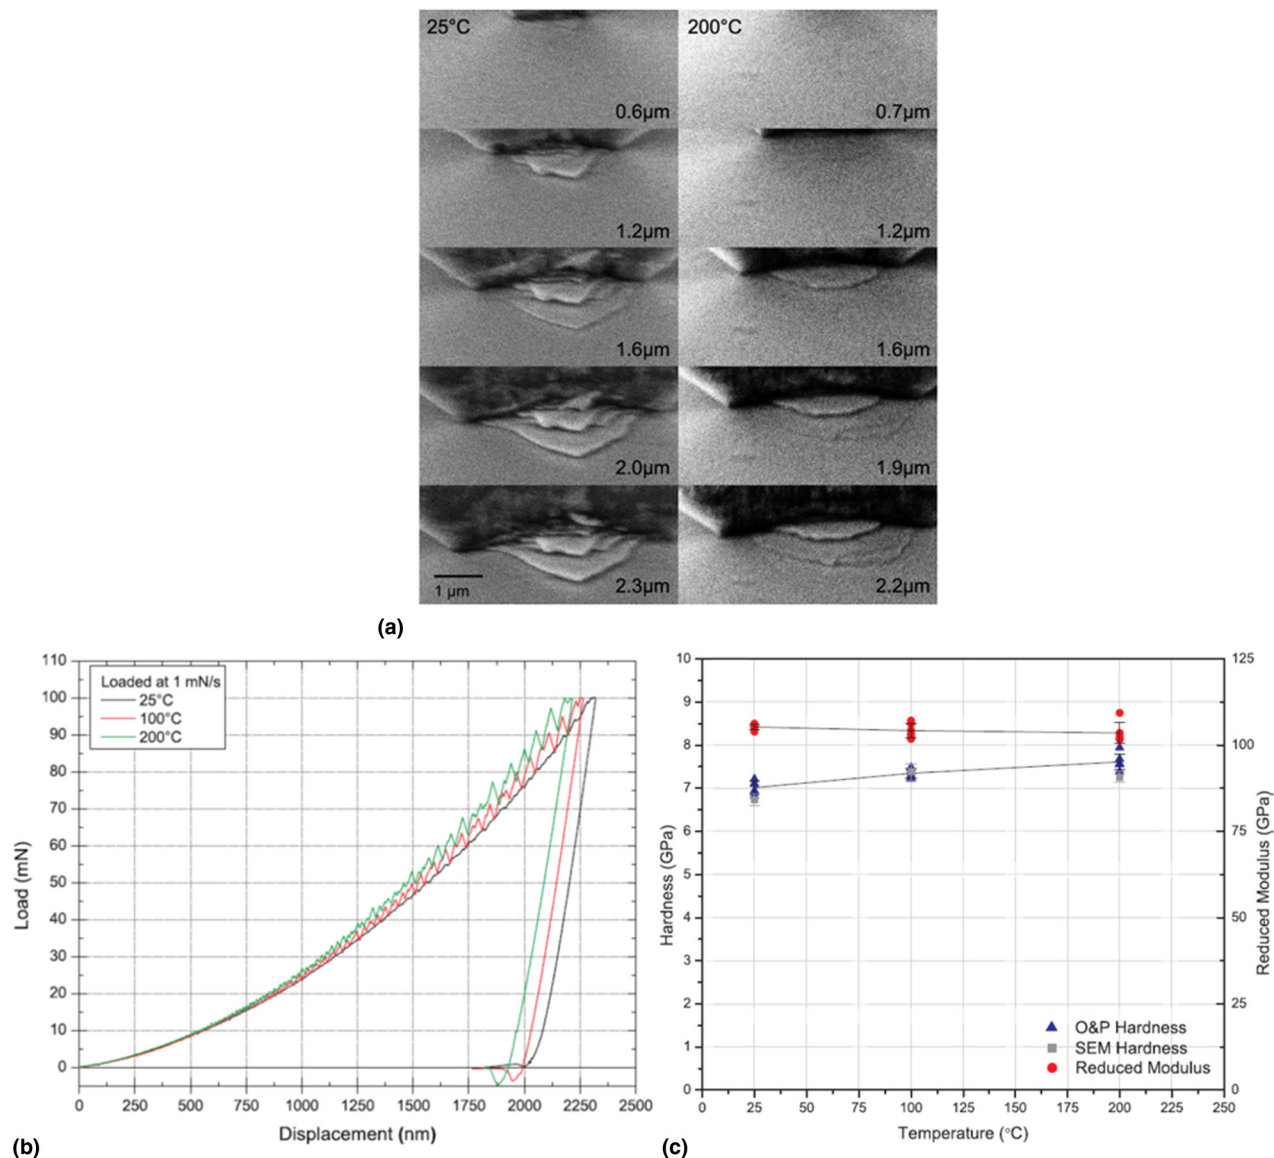 25°C
200°C
0.6µm
0.7µm
1.2µm
1.2µm
1.6µm
1.6µm
2.0µm
1.9µm
1 µm
2.3µm
2.2µm
(a)
110
100
90
80
70
60
50
40
30
20
10
0
Load (mN)
Loaded at 1 mN/s
25°C
100°C
200°C
0
250
500
750
1000
1250
1500
1750
2000
2250
2500
Displacement (nm)
(b)
10
9
8
7
6
5
4
3
2
1
0
Hardness (GPa)
125
100
75
50
25
0
Reduced Modulus (GPa)
O&P Hardness
SEM Hardness
Reduced Modulus
0
25
50
75
100
125
150
175
200
225
250
Temperature (°C)
(c)